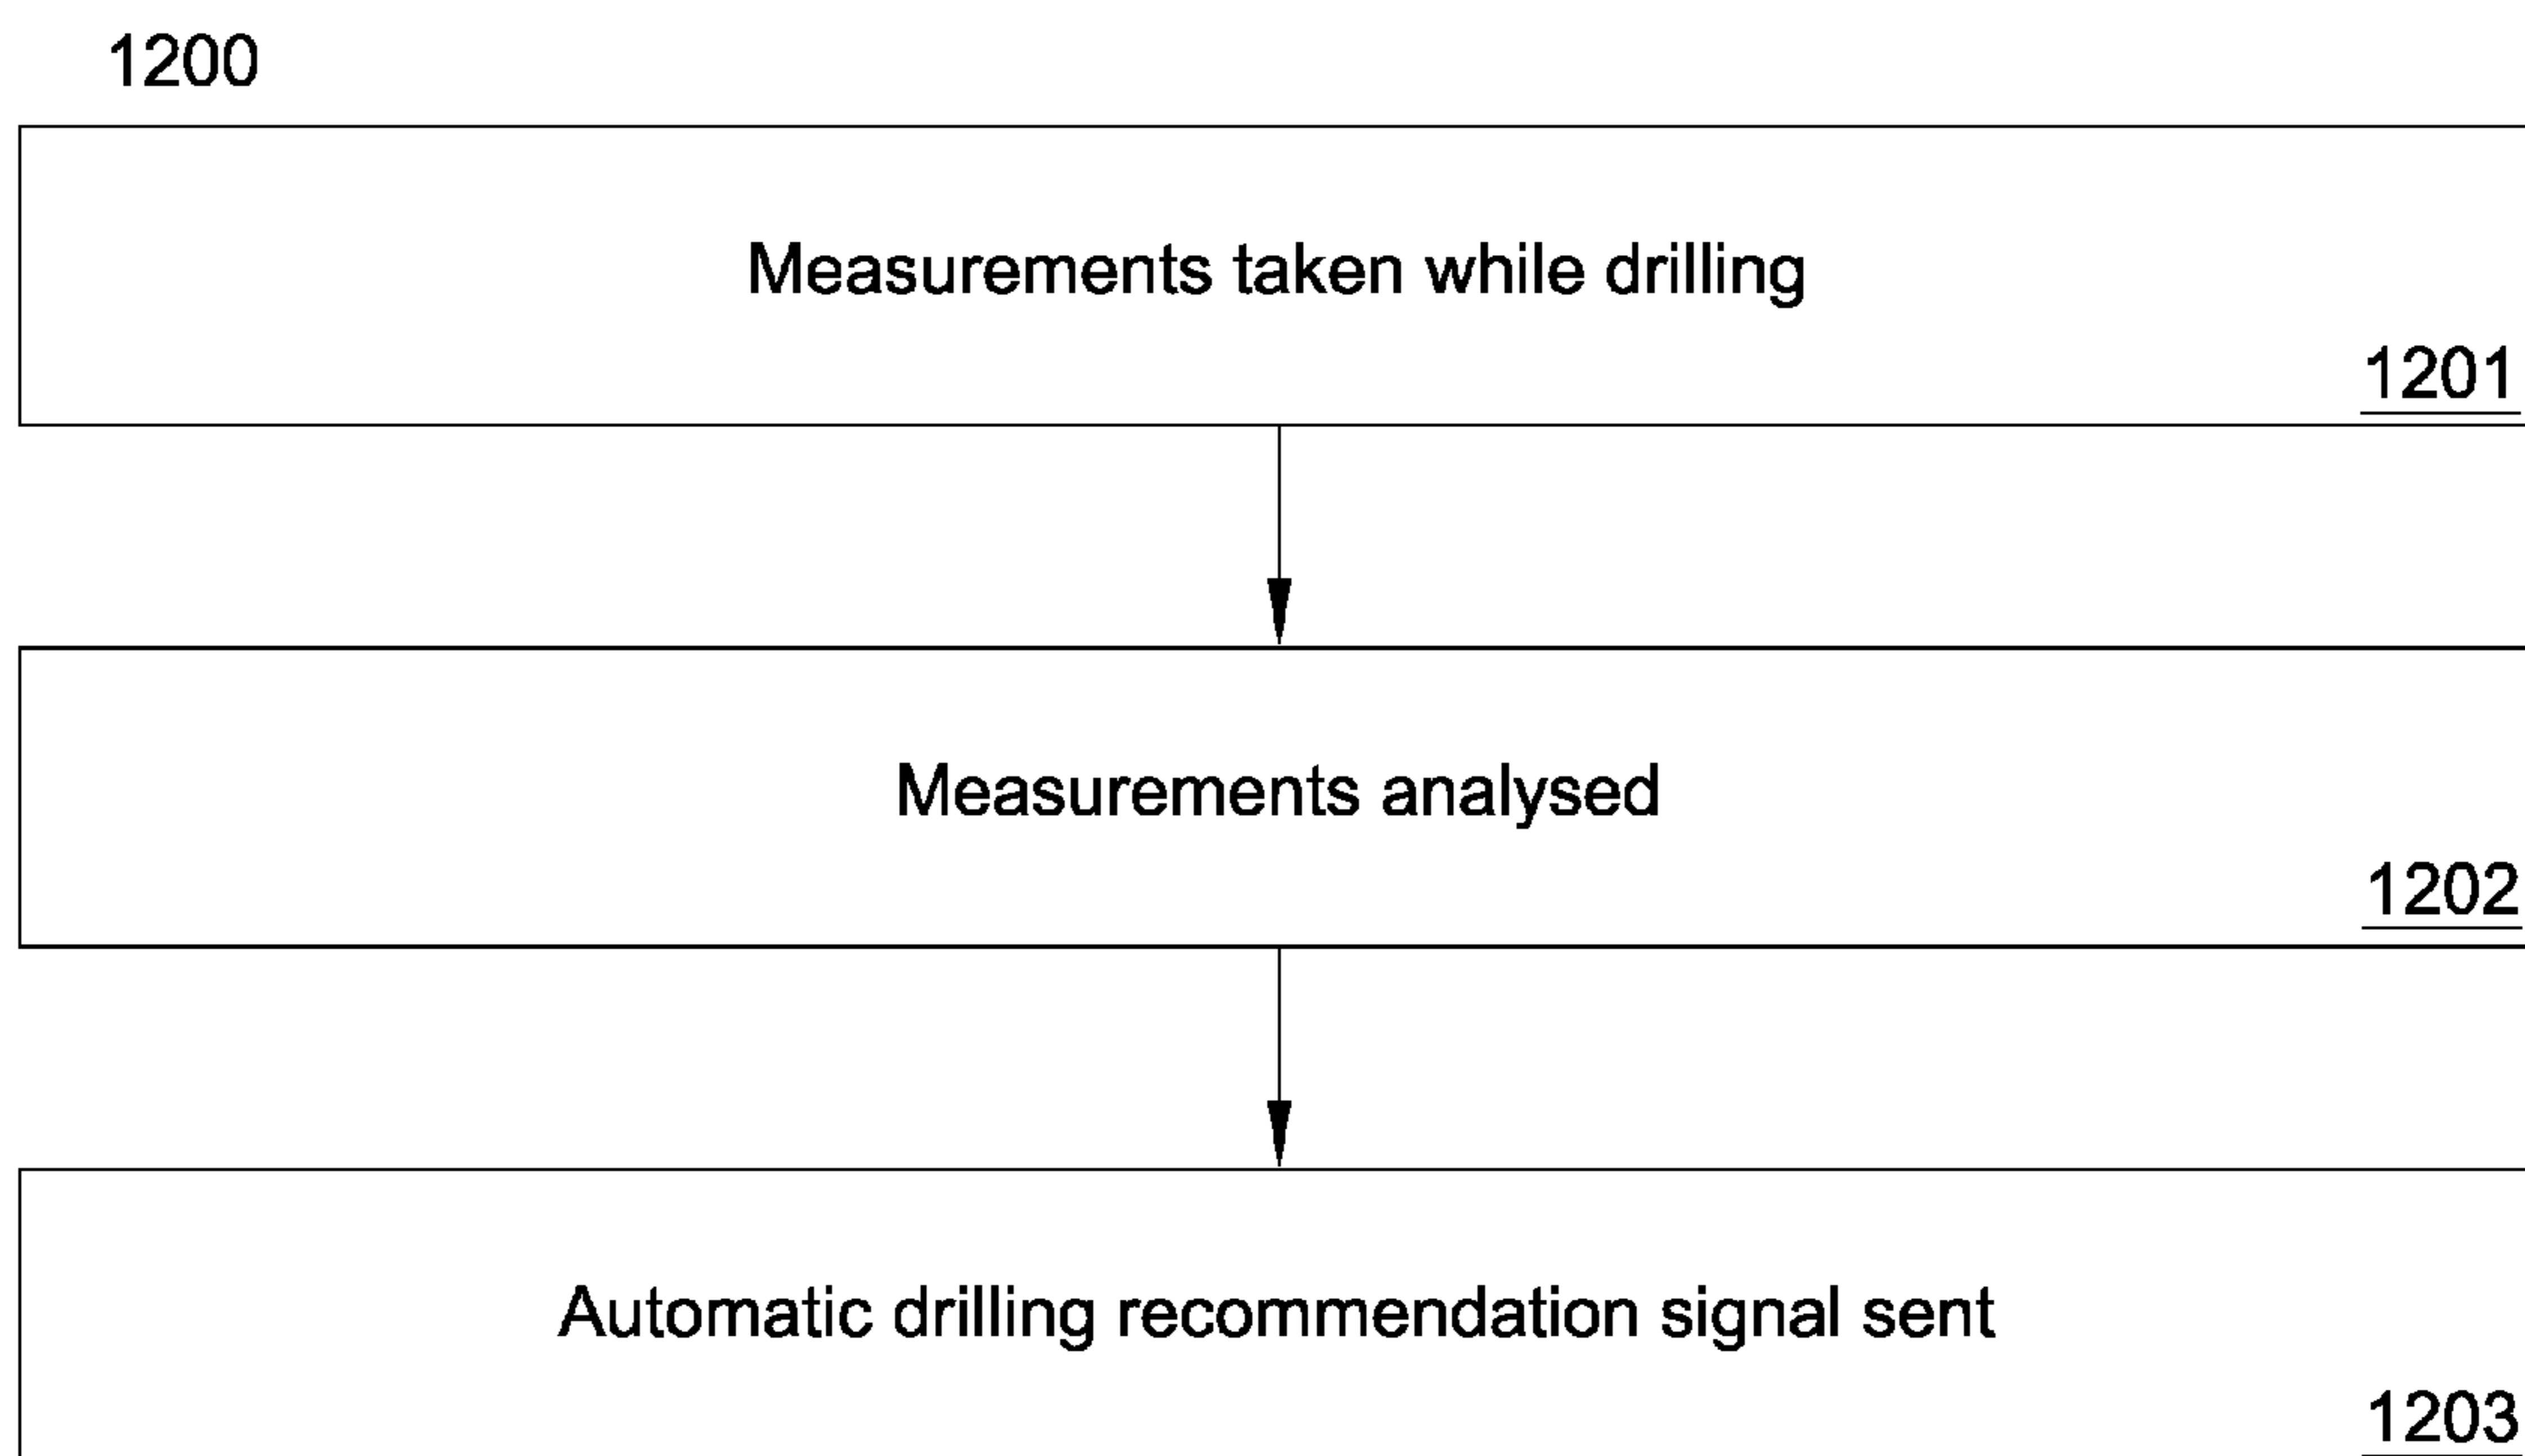 1200
Measurements taken while drilling
1201
Measurements analysed
1202
Automatic drilling recommendation signal sent
1203